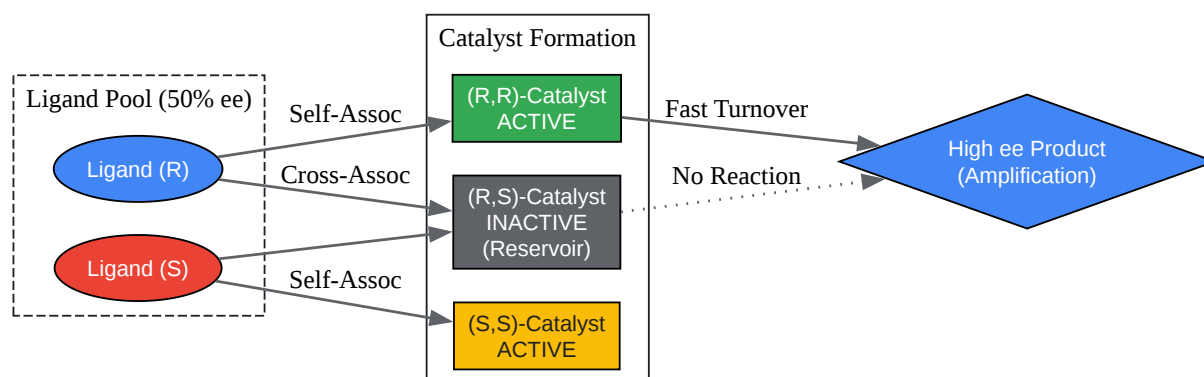 Ligand Pool (50% ee)
Ligand (R)
Ligand (S)
Self-Assoc
Cross-Assoc
Self-Assoc
Catalyst Formation
(R,R)-Catalyst
ACTIVE
(R,S)-Catalyst
INACTIVE
(Reservoir)
(S,S)-Catalyst
ACTIVE
Fast Turnover
No Reaction
High ee Product
(Amplification)